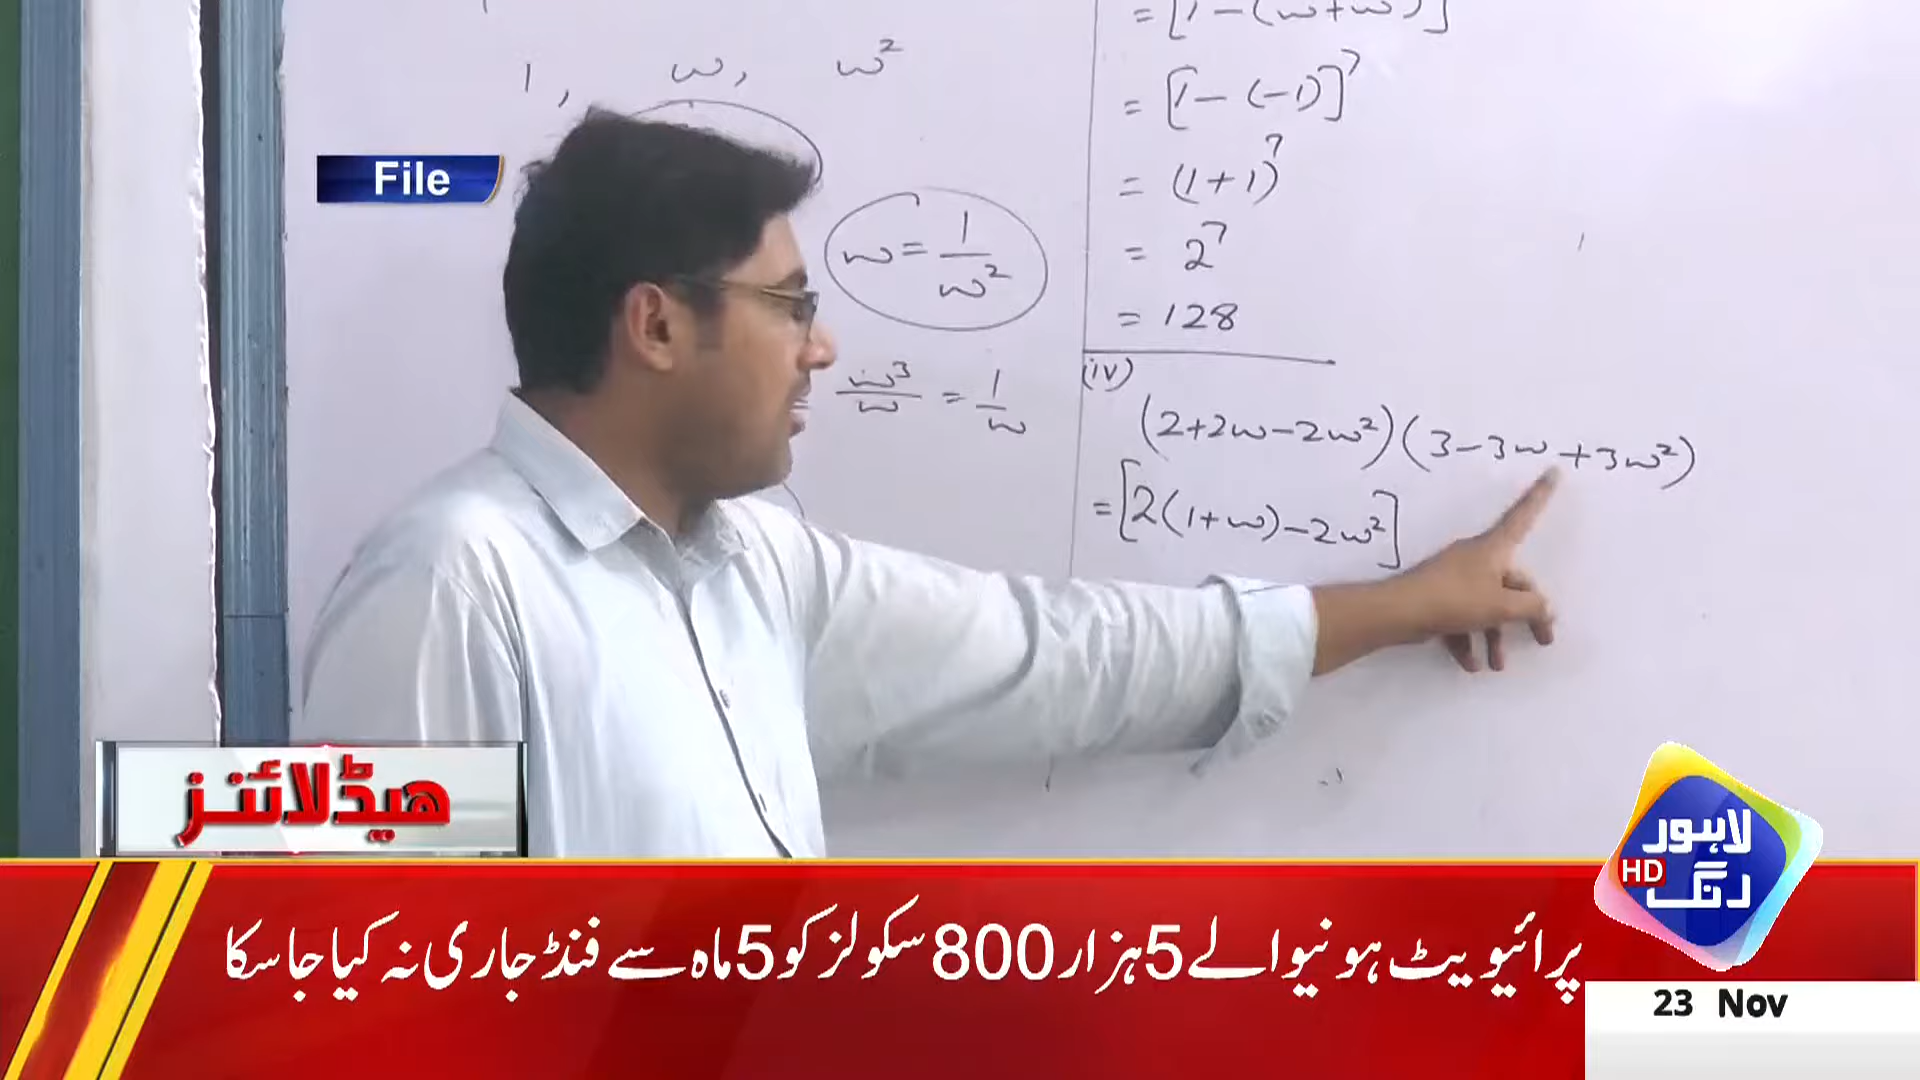 1, ω, ω²
ω = 1/ω²
ω³/ω = 1/ω
= [1 - (-1)]⁷
= (1+1)⁷
= 2⁷
= 128
(iv)
(2+2ω-2ω²)(3-3ω+3ω²)
= [2(1+ω)-2ω²]
File
ھیڈلائنز
لاہور
HD
رنگ
پرائیویٹ ہونیوالے 5 ہزار 800 سکولز کو 5 ماہ سے فنڈ جاری نہ کیا جا سکا
23 Nov